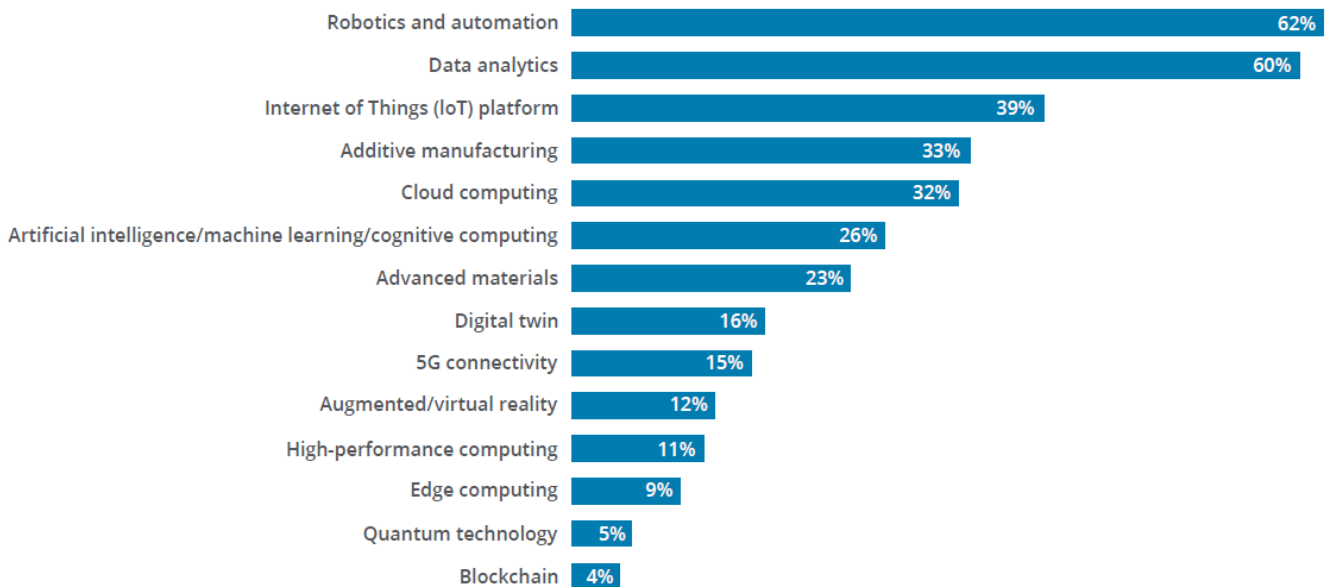 Robotics and automation 62%
Data analytics 60%
Internet of Things (IoT) platform 39%
Additive manufacturing 33%
Cloud computing 32%
Artificial intelligence/machine learning/cognitive computing 26%
Advanced materials 23%
Digital twin 16%
5G connectivity 15%
Augmented/virtual reality 12%
High-performance computing 11%
Edge computing 9%
Quantum technology 5%
Blockchain 4%